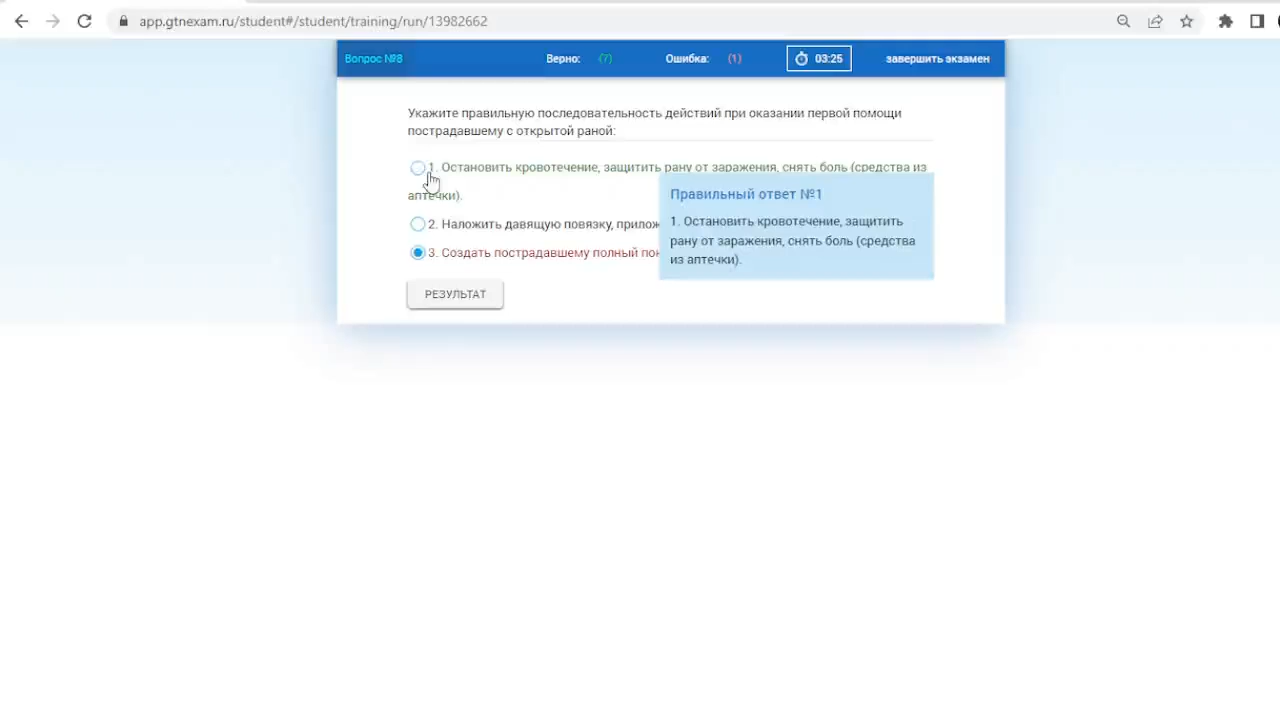 app.gtnexam.ru/student#/student/training/run/13982662
Вопрос №8 Верно: (7) Ошибка: (1) 03:25 завершить экзамен
Укажите правильную последовательность действий при оказании первой помощи
пострадавшему с открытой раной:
1. Остановить кровотечение, защитить рану от заражения, снять боль (средства из
аптечки).
2. Наложить давящую повязку, прилож
3. Создать пострадавшему полный
Правильный ответ №1
1. Остановить кровотечение, защитить
рану от заражения, снять боль (средства
из аптечки).
РЕЗУЛЬТАТ